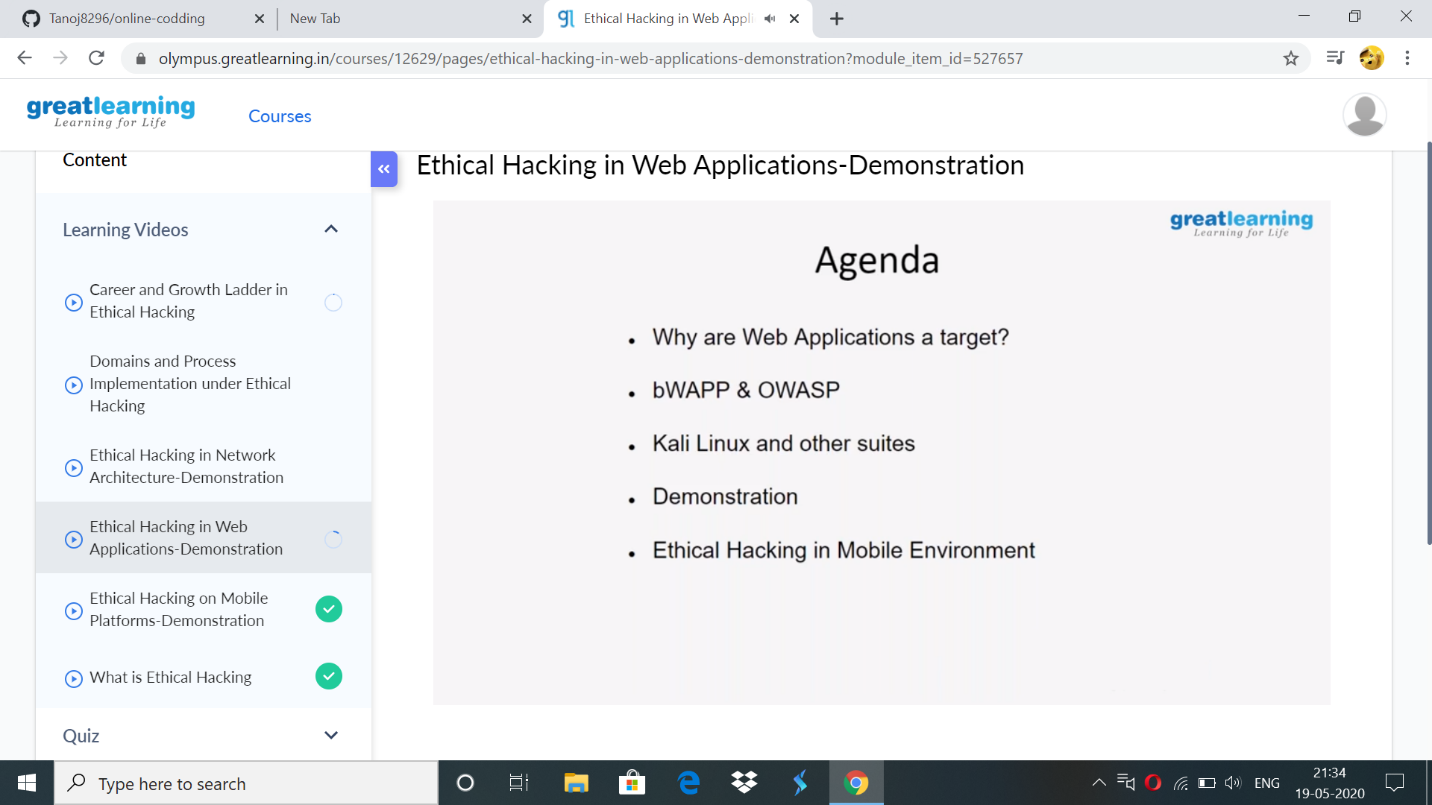 Tanoj8296/online-codding
New Tab
Ethical Hacking in Web Appli
olympus.greatlearning.in/courses/12629/pages/ethical-hacking-in-web-applications-demonstration?module_item_id=527657
greatlearning
Learning for Life
Courses
Content
Learning Videos
Career and Growth Ladder in
Ethical Hacking
Domains and Process
Implementation under Ethical
Hacking
Ethical Hacking in Network
Architecture-Demonstration
Ethical Hacking in Web
Applications-Demonstration
Ethical Hacking on Mobile
Platforms-Demonstration
What is Ethical Hacking
Quiz
Ethical Hacking in Web Applications-Demonstration
greatlearning
Learning for Life
Agenda
• Why are Web Applications a target?
• bWAPP & OWASP
• Kali Linux and other suites
• Demonstration
• Ethical Hacking in Mobile Environment
Type here to search
ENG
21:34
19-05-2020